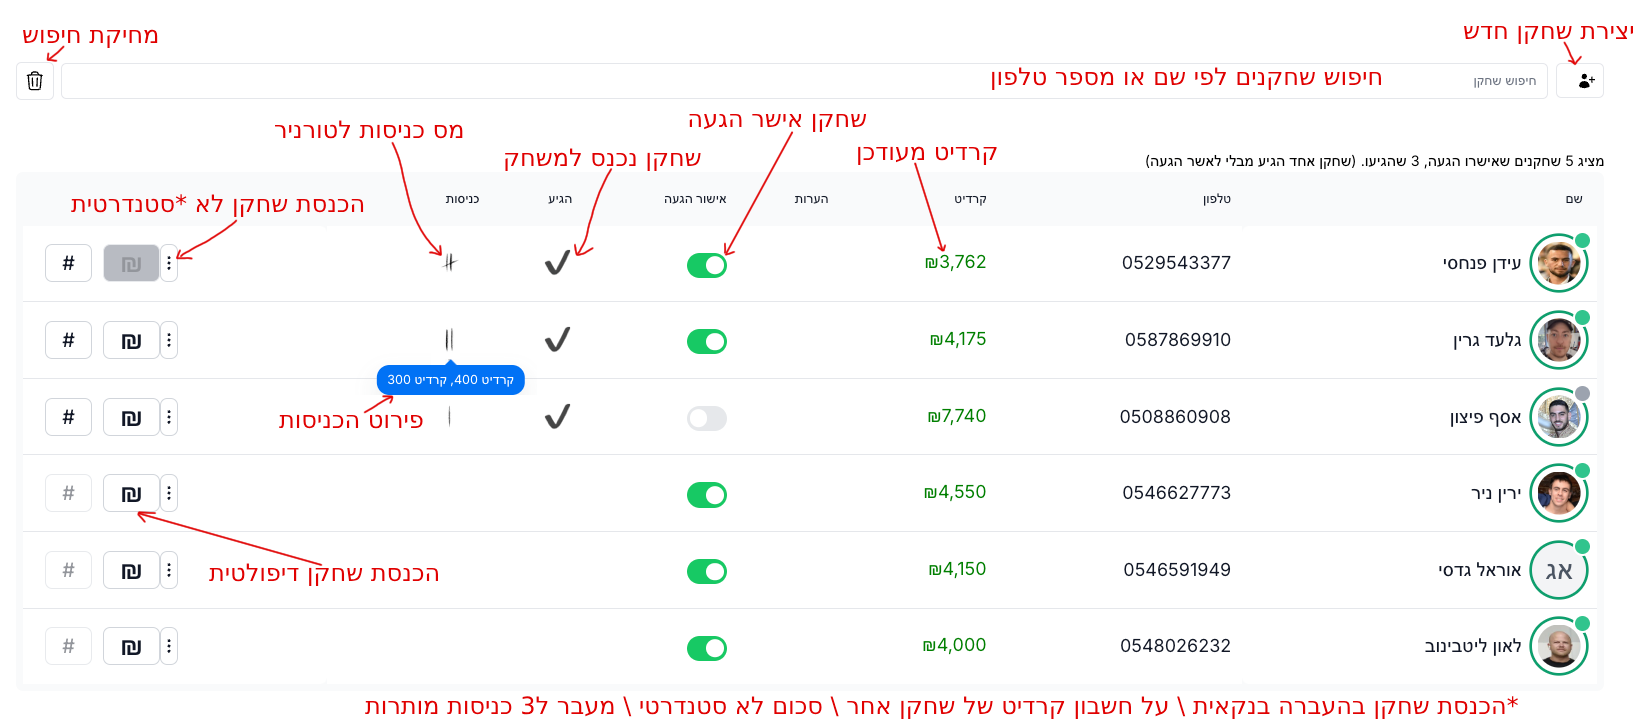 יצירת שחקן חדש
מחיקת חיפוש
חיפוש שחקן
חיפוש שחקנים לפי שם או מספר טלפון
שחקן אישר הגעה
מס כניסות לטורניר
קרדיט מעודכן
שחקן נכנס למשחק
מציג 5 שחקנים שאישרו הגעה, 3 שהגיעו. (שחקן אחד הגיע מבלי לאשר הגעה)
שם טלפון קרדיט הערות אישור הגעה הגיע כניסות
הכנסת שחקן לא *סטנדרטית
עידן פנחסי 0529543377 ₪3,762 ₪ #
גלעד גרין 0587869910 ₪4,175 ₪ #
קרדיט 400, קרדיט 300
אסף פיצון 0508860908 ₪7,740 ₪ #
פירוט הכניסות
ירין ניר 0546627773 ₪4,550 ₪ #
אג אוראל גדסי 0546591949 ₪4,150 ₪ #
הכנסת שחקן דיפולטית
לאון ליטבינוב 0548026232 ₪4,000 ₪ #
*הכנסת שחקן בהעברה בנקאית \ על חשבון קרדיט של שחקן אחר \ סכום לא סטנדרטי \ מעבר ל3 כניסות מותרות